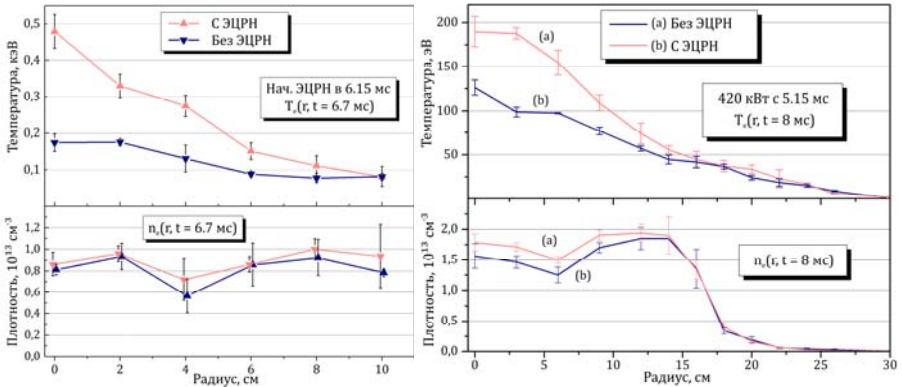 Температура, кэВ
0,5
0,4
0,3
0,2
0,1
С ЭЦРН
Без ЭЦРН
Нач. ЭЦРН в 6.15 мс
Tₑ(r, t = 6.7 мс)
Плотность, 10¹³ см⁻³
1,2
1,0
0,8
0,6
0,4
0,2
0,0
nₑ(r, t = 6.7 мс)
0 2 4 6 8 10
Радиус, см
Температура, эВ
200
150
100
50
(a)
(b)
(a) Без ЭЦРН
(b) С ЭЦРН
420 кВт с 5.15 мс
Tₑ(r, t = 8 мс)
Плотность, 10¹³ см⁻³
2,0
1,5
1,0
0,5
0,0
(a)
(b)
nₑ(r, t = 8 мс)
0 5 10 15 20 25 30
Радиус, см